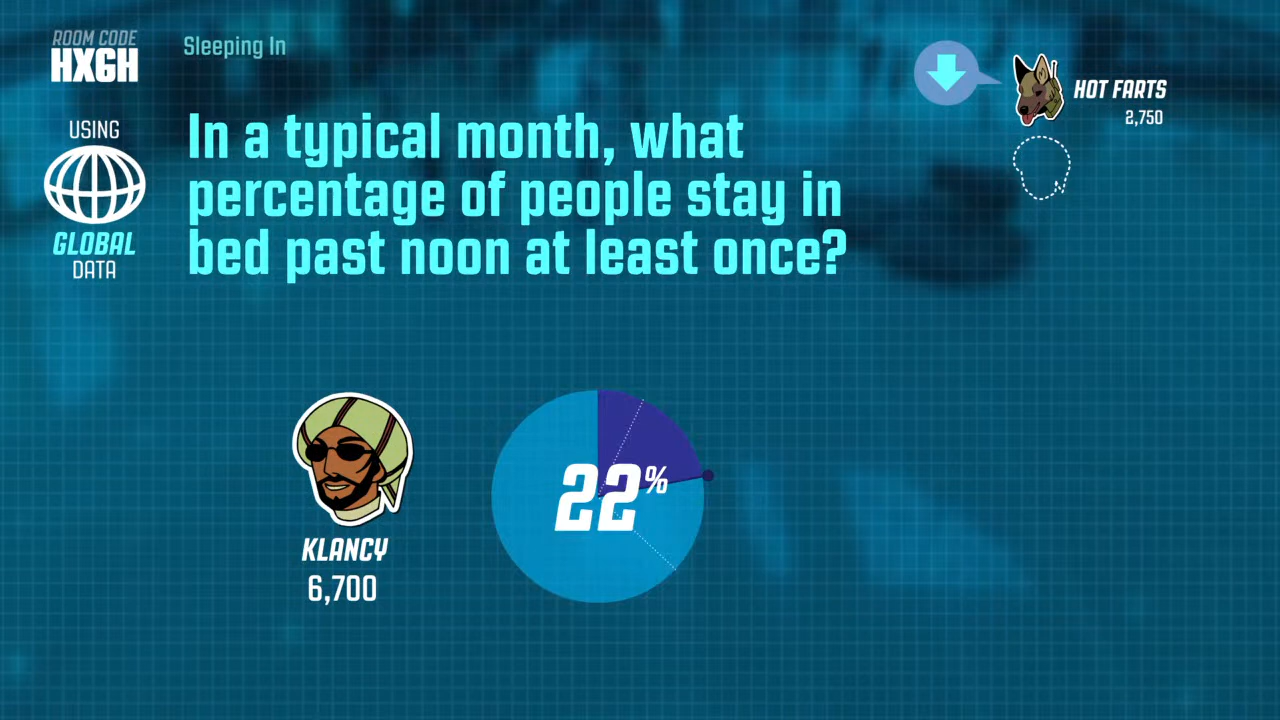 ROOM CODE
HXGH
Sleeping In
USING
GLOBAL
DATA
In a typical month, what
percentage of people stay in
bed past noon at least once?
HOT FARTS
2,750
22%
KLANCY
6,700